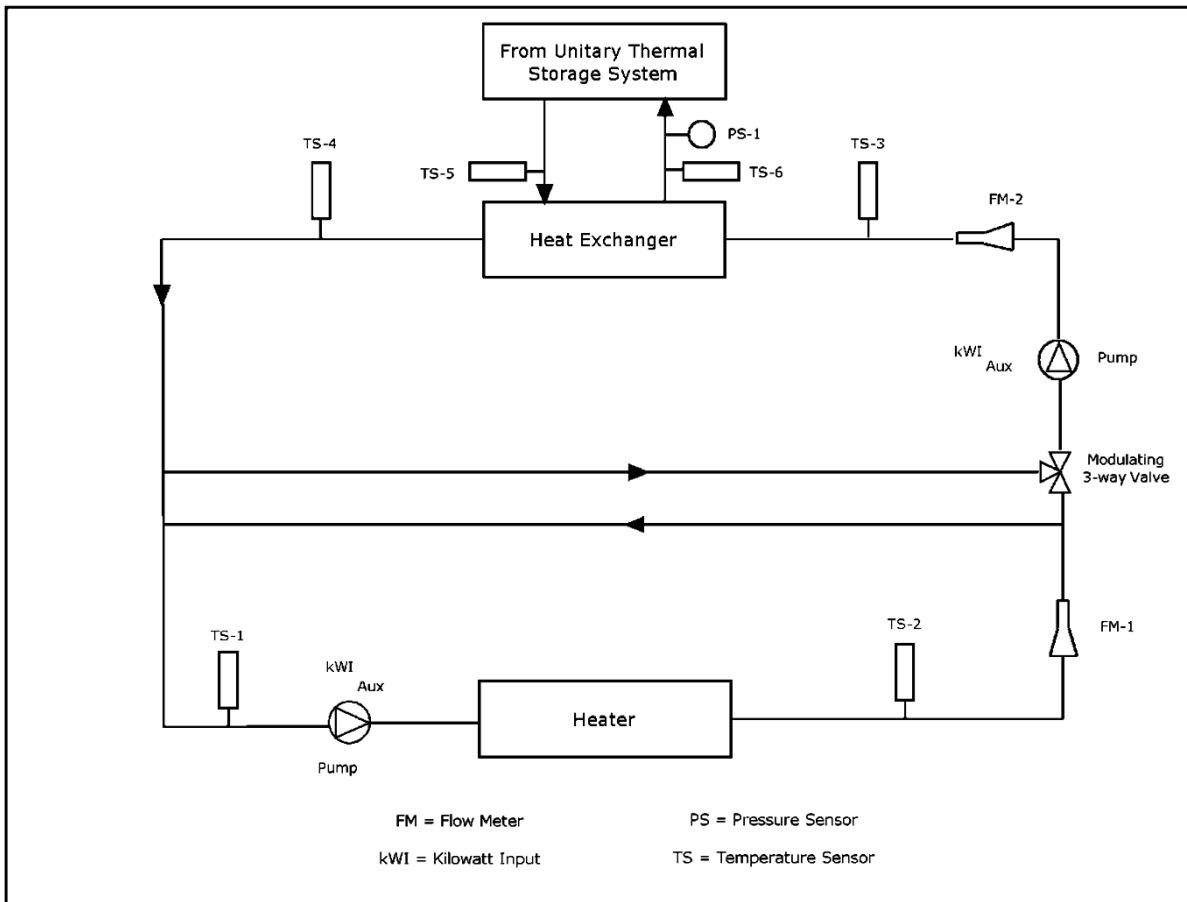 From Unitary Thermal
Storage System
TS-4
PS-1
TS-3
TS-5
TS-6
FM-2
Heat Exchanger
kWI
Aux
Pump
Modulating
3-way Valve
TS-1
TS-2
FM-1
kWI
Aux
Heater
Pump
FM = Flow Meter
PS = Pressure Sensor
kWI = Kilowatt Input
TS = Temperature Sensor